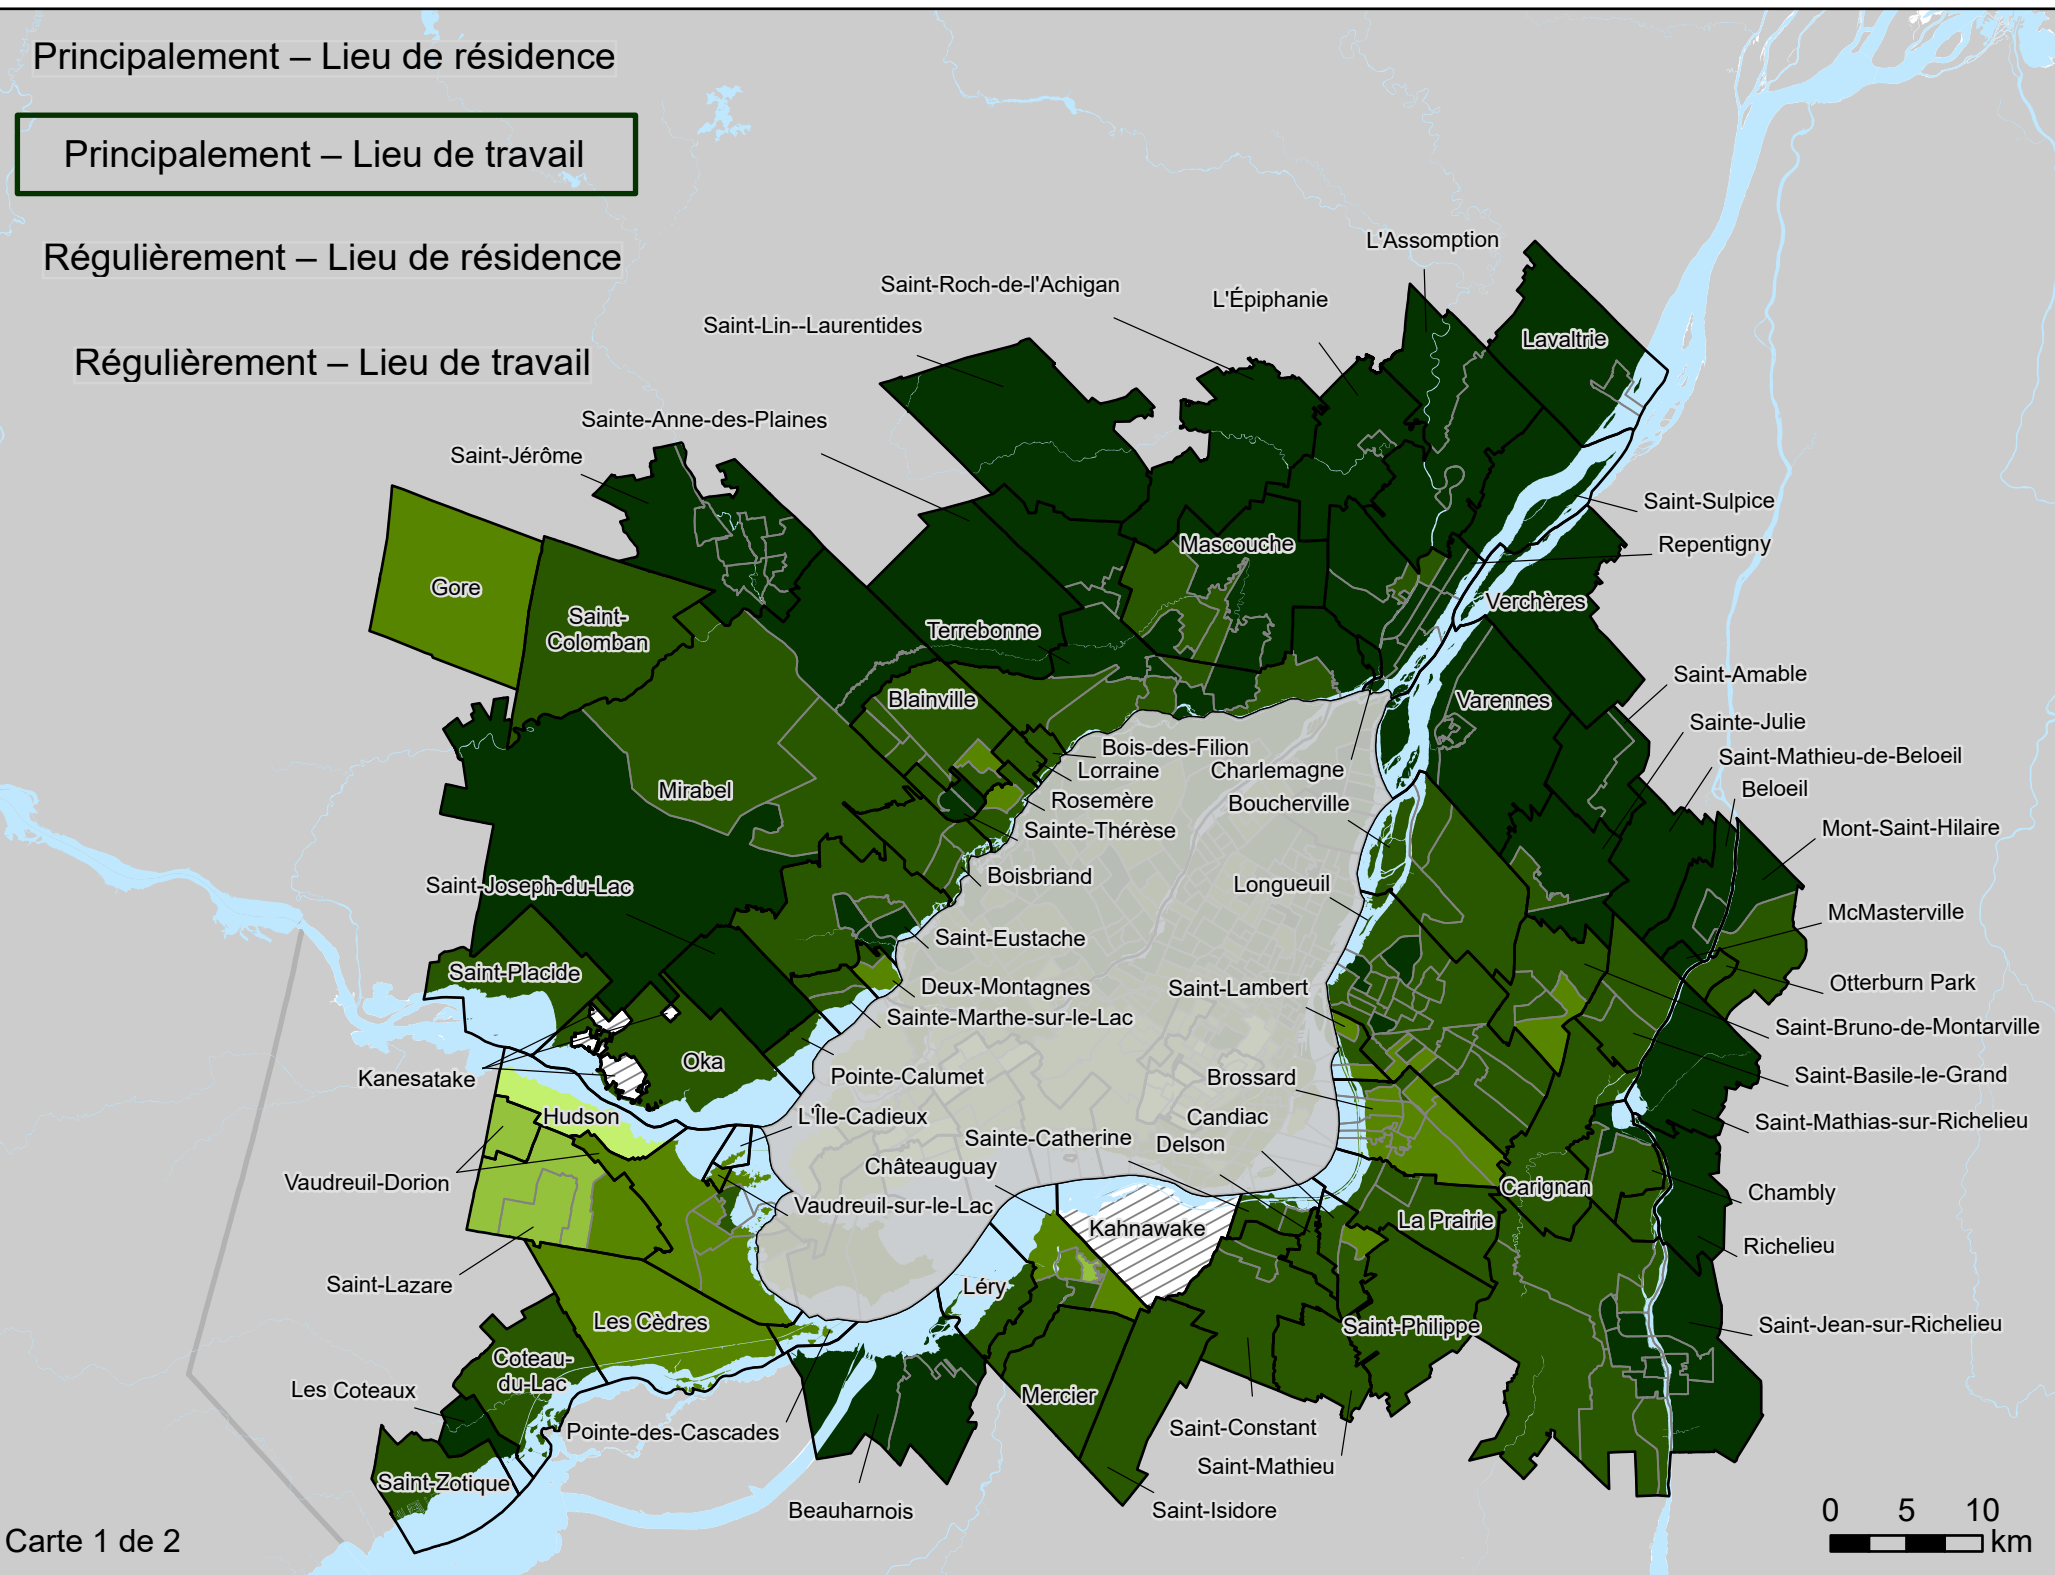 Principalement – Lieu de résidence
Principalement – Lieu de travail
Régulièrement – Lieu de résidence
Régulièrement – Lieu de travail
L'Assomption
Saint-Roch-de-l'Achigan
L'Épiphanie
Saint-Lin--Laurentides
Lavaltrie
Sainte-Anne-des-Plaines
Saint-Jérôme
Saint-Sulpice
Mascouche
Repentigny
Gore
Saint-
Colomban
Verchères
Terrebonne
Saint-Amable
Blainville
Varennes
Sainte-Julie
Bois-des-Filion
Saint-Mathieu-de-Beloeil
Lorraine
Charlemagne
Mirabel
Beloeil
Rosemère
Boucherville
Sainte-Thérèse
Mont-Saint-Hilaire
Boisbriand
Saint-Joseph-du-Lac
Longueuil
McMasterville
Saint-Eustache
Saint-Placide
Deux-Montagnes
Saint-Lambert
Otterburn Park
Sainte-Marthe-sur-le-Lac
Saint-Bruno-de-Montarville
Oka
Kanesatake
Pointe-Calumet
Brossard
Saint-Basile-le-Grand
Hudson
L'Île-Cadieux
Candiac
Saint-Mathias-sur-Richelieu
Sainte-Catherine
Delson
Châteauguay
Vaudreuil-Dorion
Carignan
Chambly
Vaudreuil-sur-le-Lac
Kahnawake
La Prairie
Richelieu
Saint-Lazare
Léry
Les Cèdres
Saint-Philippe
Saint-Jean-sur-Richelieu
Coteau-
du-Lac
Les Coteaux
Mercier
Pointe-des-Cascades
Saint-Constant
Saint-Mathieu
Saint-Zotique
Beauharnois
Saint-Isidore
Carte 1 de 2
0 5 10
km